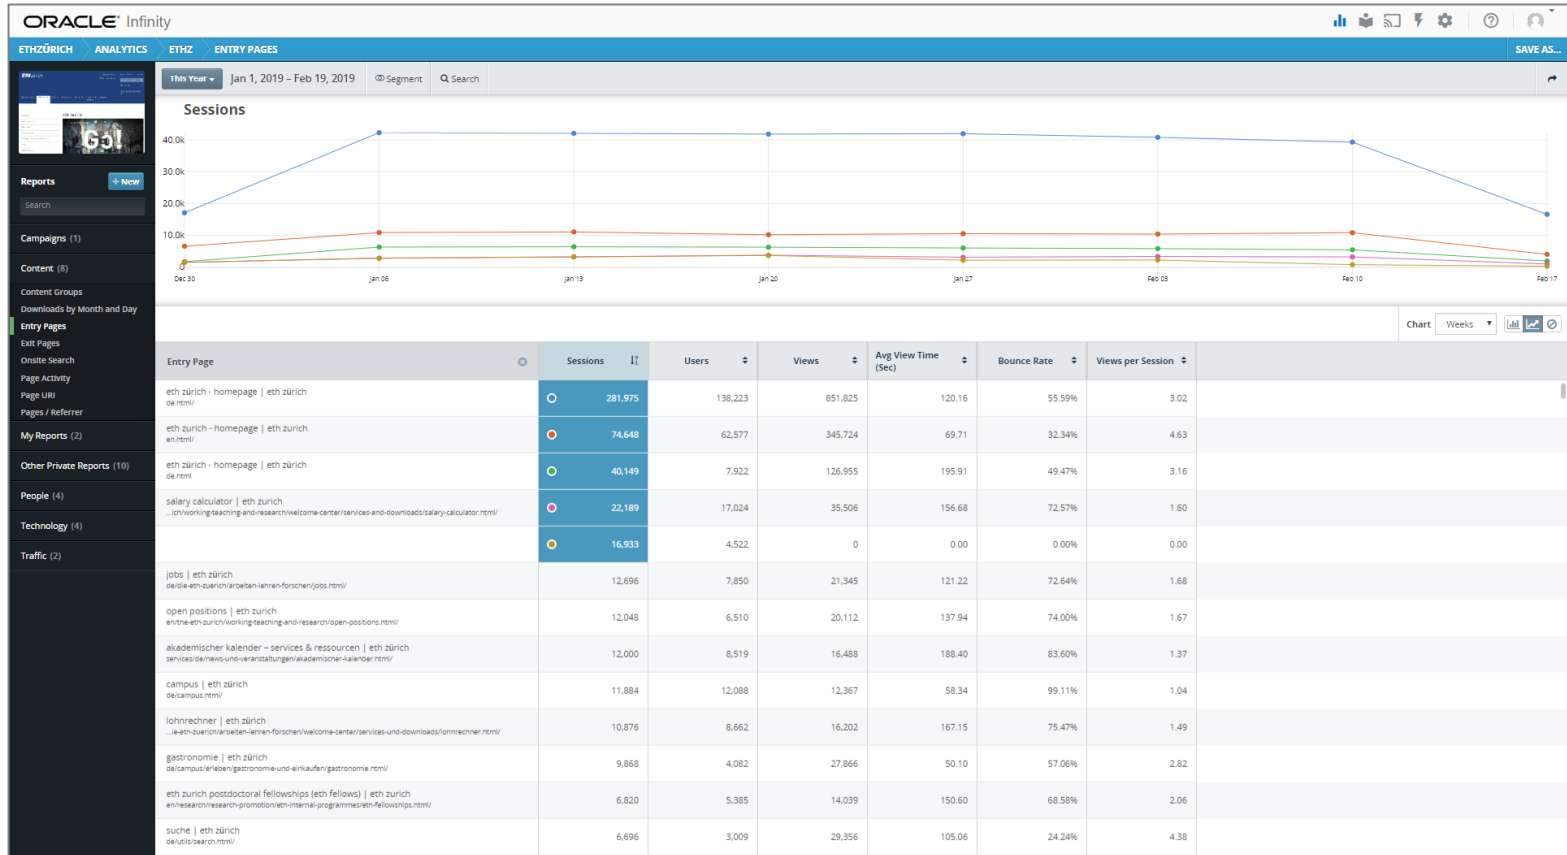 ORACLE® Infinity
ETHZÜRICH ANALYTICS ETHZ ENTRY PAGES SAVE AS...
This Year Jan 1, 2019 – Feb 19, 2019 Segment Search
Go!
Reports + New
Search
Campaigns (1)
Content (8)
Content Groups
Downloads by Month and Day
Entry Pages
Exit Pages
Onsite Search
Page Activity
Page URI
Pages / Referrer
My Reports (2)
Other Private Reports (10)
People (4)
Technology (4)
Traffic (2)
Sessions
40.0k
30.0k
20.0k
10.0k
0
Dec 30 Jan 06 Jan 13 Jan 20 Jan 27 Feb 03 Feb 10 Feb 17
Chart Weeks
Entry Page Sessions Users Views Avg View Time (Sec) Bounce Rate Views per Session
eth zürich - homepage | eth zürich
de.html/
281,975 138,223 851,825 120.16 55.59% 3.02
eth zurich - homepage | eth zurich
en.html/
74,648 62,577 345,724 69.71 32.34% 4.63
eth zürich - homepage | eth zürich
de.html
40,149 7,922 126,955 195.91 49.47% 3.16
salary calculator | eth zurich
...ich/working-teaching-and-research/welcome-center/services-and-downloads/salary-calculator.html/
22,189 17,024 35,506 156.68 72.57% 1.60
16,933 4,522 0 0.00 0.00% 0.00
jobs | eth zürich
de/die-eth-zuerich/arbeiten-lehren-forschen/jobs.html/
12,696 7,850 21,345 121.22 72.64% 1.68
open positions | eth zurich
en/the-eth-zurich/working-teaching-and-research/open-positions.html/
12,048 6,510 20,112 137.94 74.00% 1.67
akademischer kalender – services & ressourcen | eth zürich
services/de/news-und-veranstaltungen/akademischer-kalender.html/
12,000 8,519 16,488 188.40 83.60% 1.37
campus | eth zürich
de/campus.html/
11,884 12,088 12,367 58.34 99.11% 1.04
lohnrechner | eth zürich
...ie-eth-zuerich/arbeiten-lehren-forschen/welcome-center/services-und-downloads/lohnrechner.html/
10,876 8,662 16,202 167.15 75.47% 1.49
gastronomie | eth zürich
de/campus/erleben/gastronomie-und-einkaufen/gastronomie.html/
9,868 4,082 27,866 50.10 57.06% 2.82
eth zurich postdoctoral fellowships (eth fellows) | eth zurich
en/research/research-promotion/eth-internal-programmes/eth-fellowships.html/
6,820 5,385 14,039 150.60 68.58% 2.06
suche | eth zürich
de/utils/search.html/
6,696 3,009 29,356 105.06 24.24% 4.38